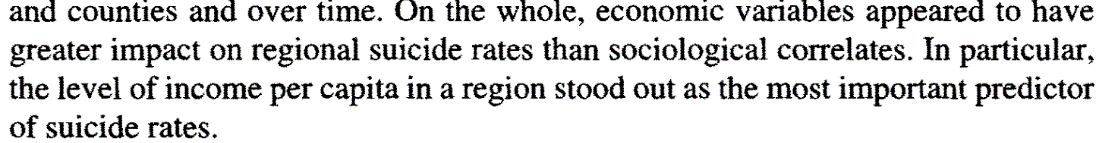 and counties and over time. On the whole, economic variables appeared to have
greater impact on regional suicide rates than sociological correlates. In particular,
the level of income per capita in a region stood out as the most important predictor
of suicide rates.